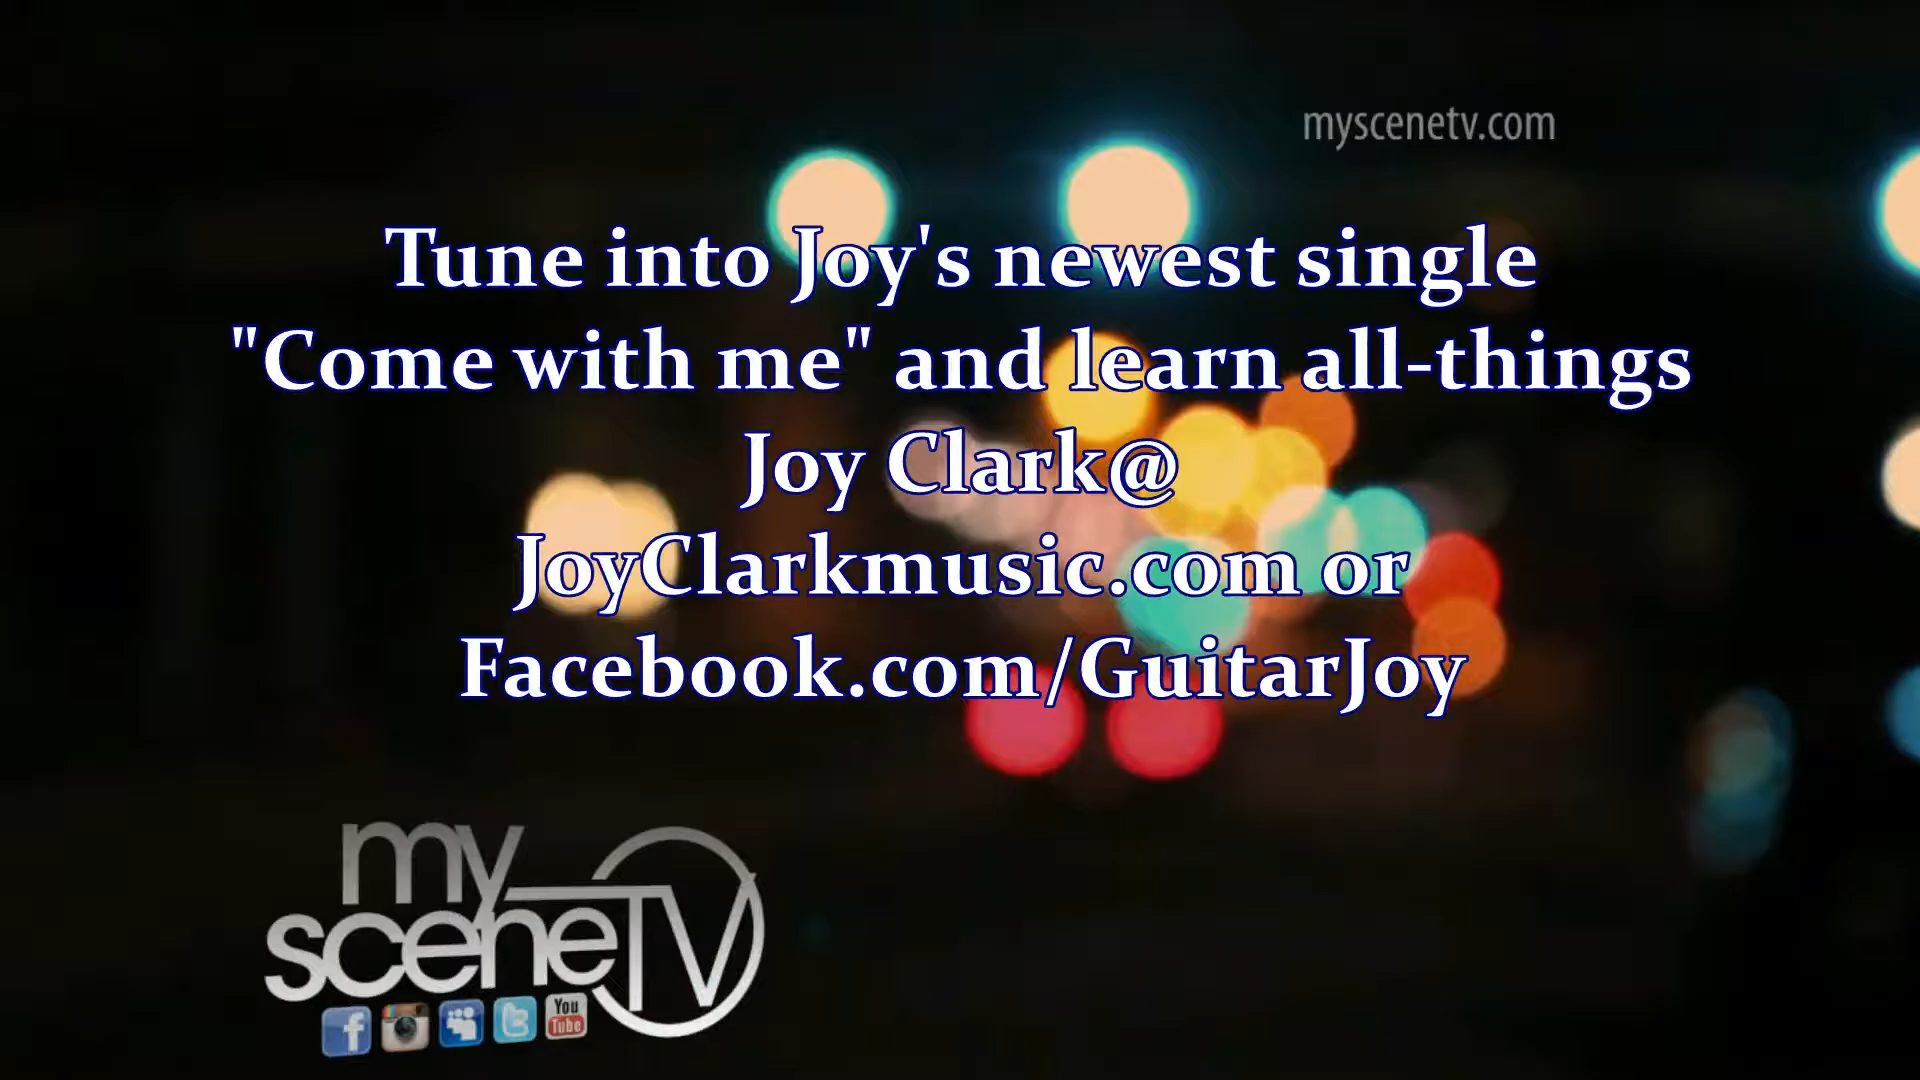 myscenetv.com
Tune into Joy's newest single
"Come with me" and learn all-things
Joy Clark@
JoyClarkmusic.com or
Facebook.com/GuitarJoy
my
sceneTV
You
Tube